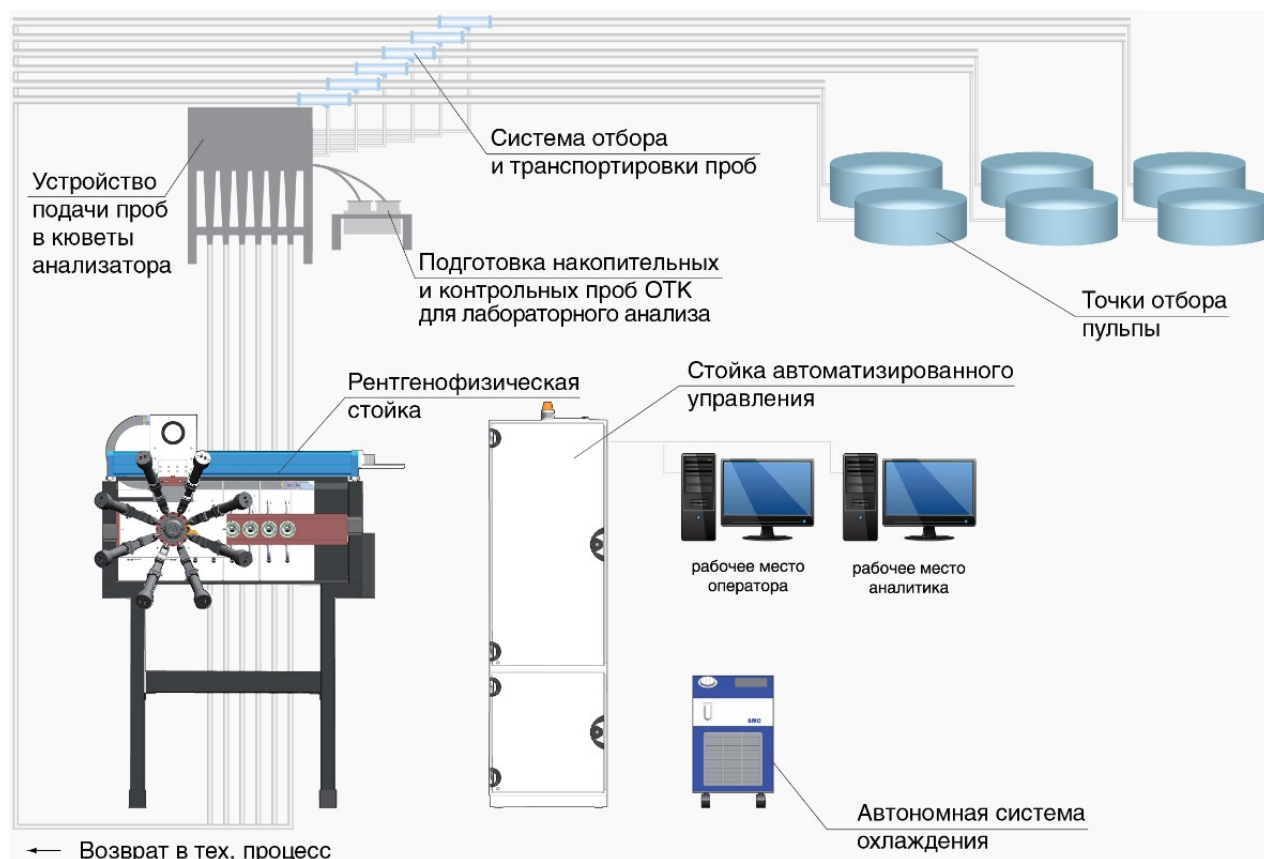 Система отбора
и транспортировки проб
Устройство
подачи проб
в кюветы
анализатора
Подготовка накопительных
и контрольных проб ОТК
для лабораторного анализа
Точки отбора
пульпы
Рентгенофизическая
стойка
Стойка автоматизированного
управления
рабочее место
оператора
рабочее место
аналитика
SMC
Автономная система
охлаждения
← Возврат в тех. процесс